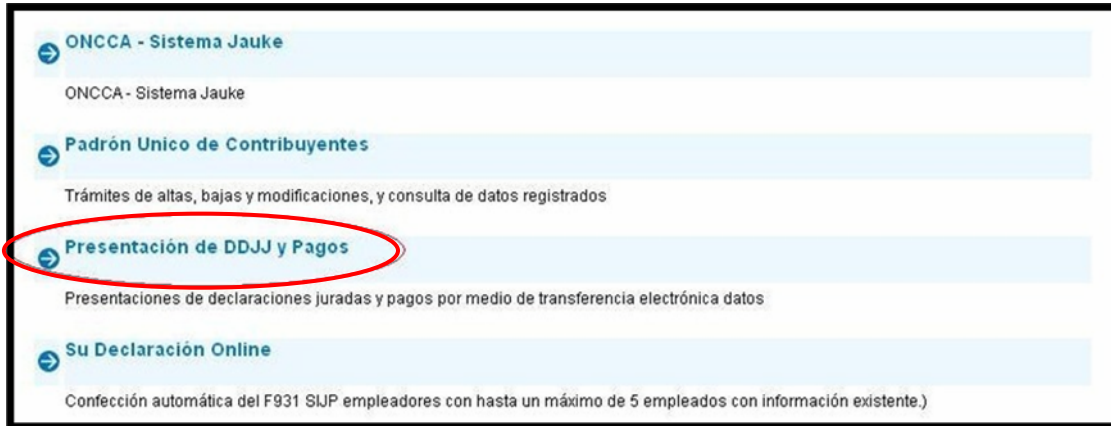 ONCCA - Sistema Jauke
ONCCA - Sistema Jauke
Padrón Unico de Contribuyentes
Trámites de altas, bajas y modificaciones, y consulta de datos registrados
Presentación de DDJJ y Pagos
Presentaciones de declaraciones juradas y pagos por medio de transferencia electrónica datos
Su Declaración Online
Confección automática del F931 SIJP empleadores con hasta un máximo de 5 empleados con información existente.)